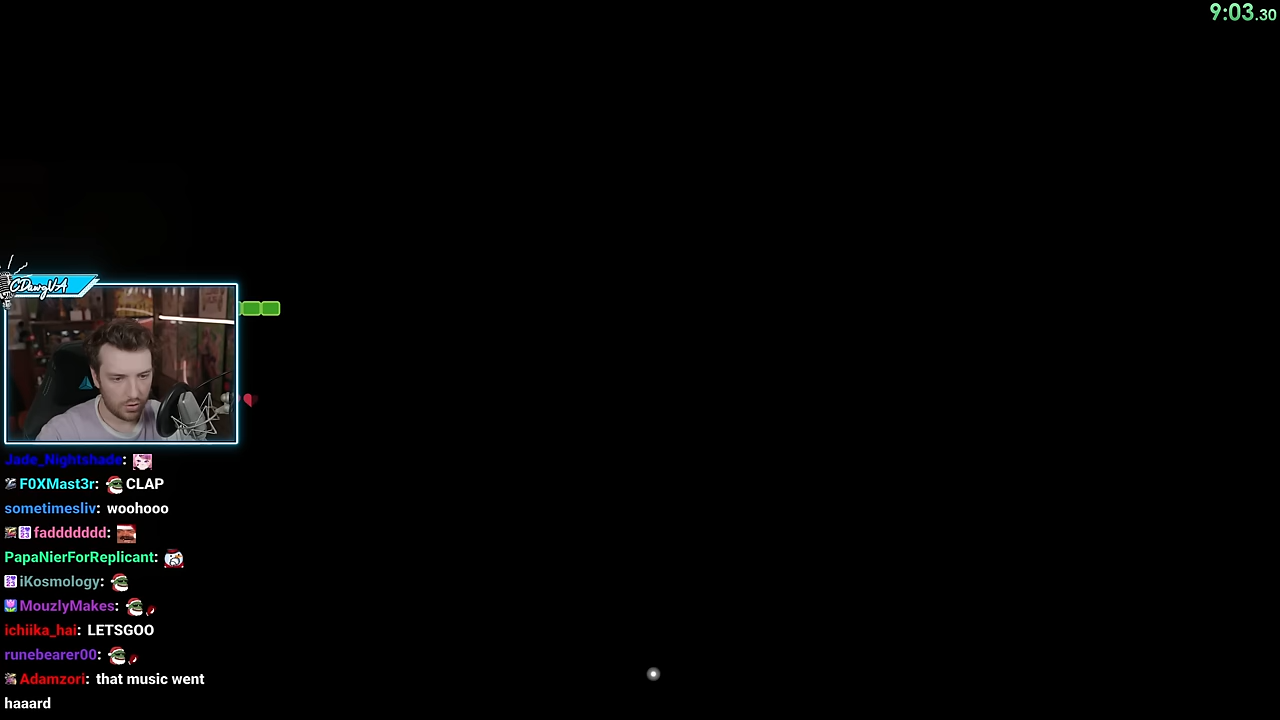 9:03.30
CDawgVA
Jade_Nightshade:
F0XMast3r: CLAP
sometimesliv: woohooo
faddddddd:
PapaNierForReplicant:
iKosmology:
MouzlyMakes:
ichiika_hai: LETSGOO
runebearer00:
Adamzori: that music went
haaard